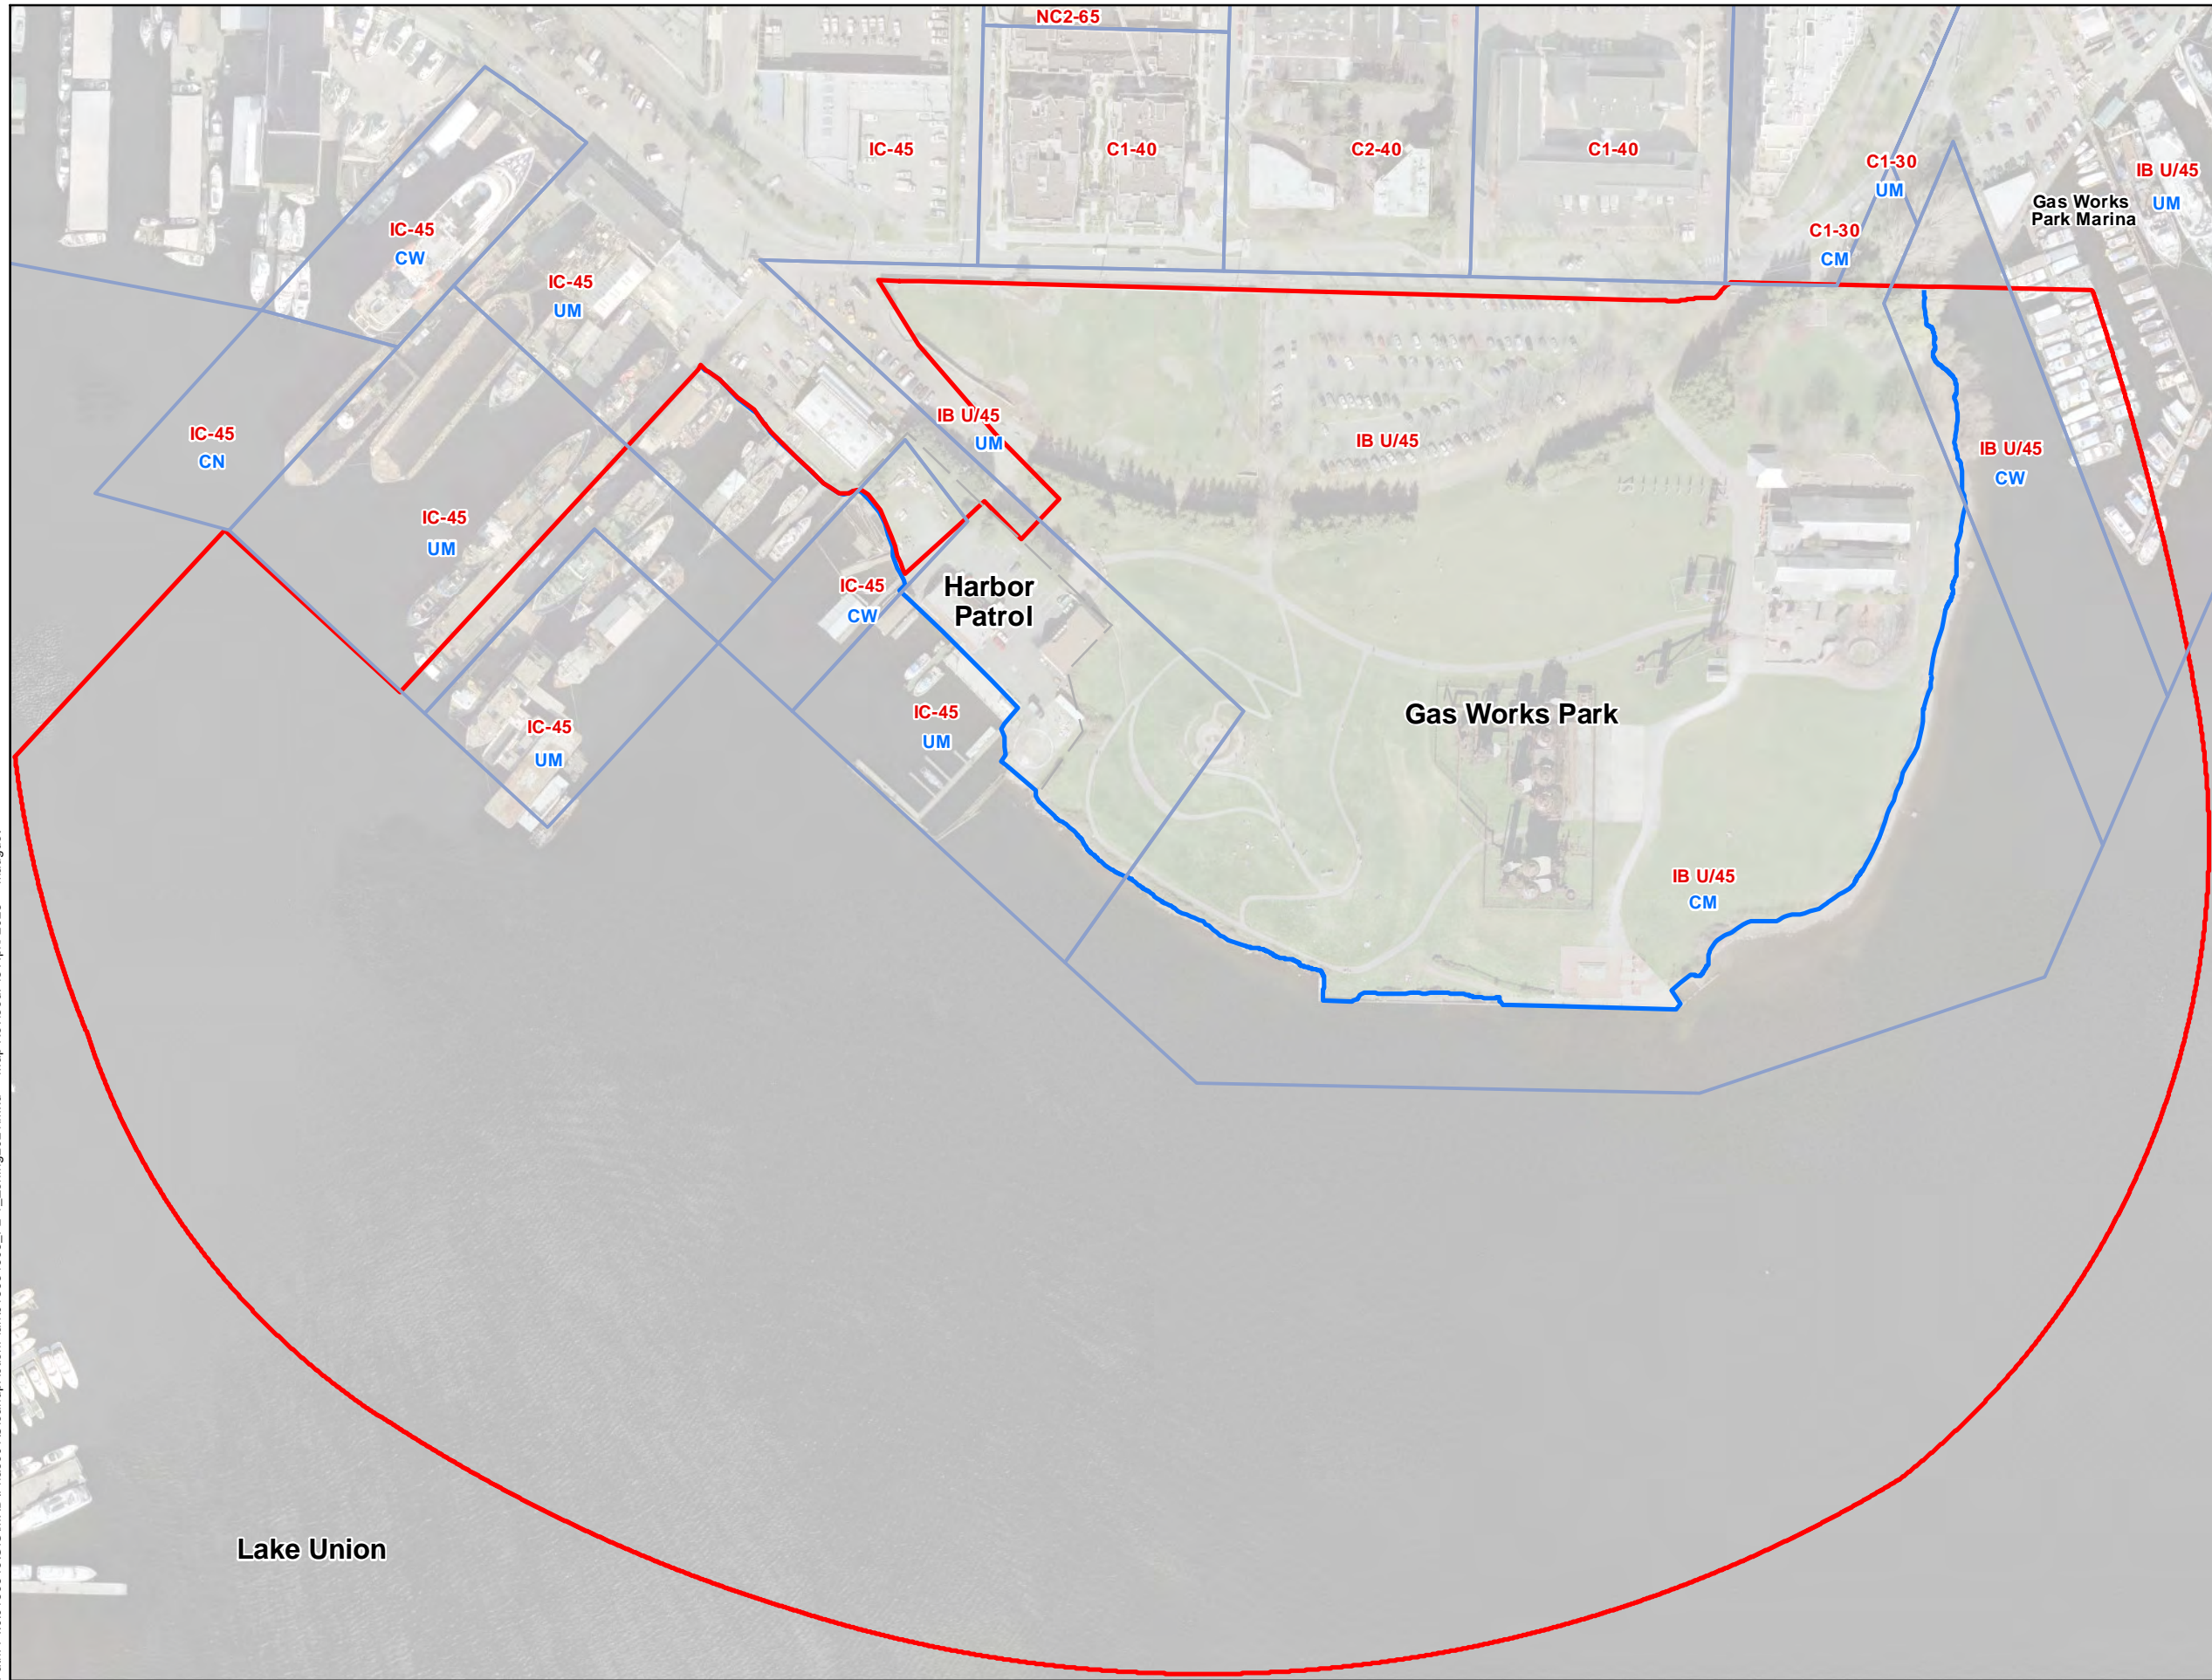 NC2-65
IC-45
C1-40
C2-40
C1-40
C1-30
UM
IB U/45
UM
Gas Works
Park Marina
C1-30
CM
IC-45
CW
IC-45
UM
IC-45
CN
IB U/45
UM
IB U/45
IB U/45
CW
IC-45
UM
IC-45
CW
Harbor
Patrol
IC-45
UM
IC-45
UM
Gas Works Park
IB U/45
CM
Lake Union